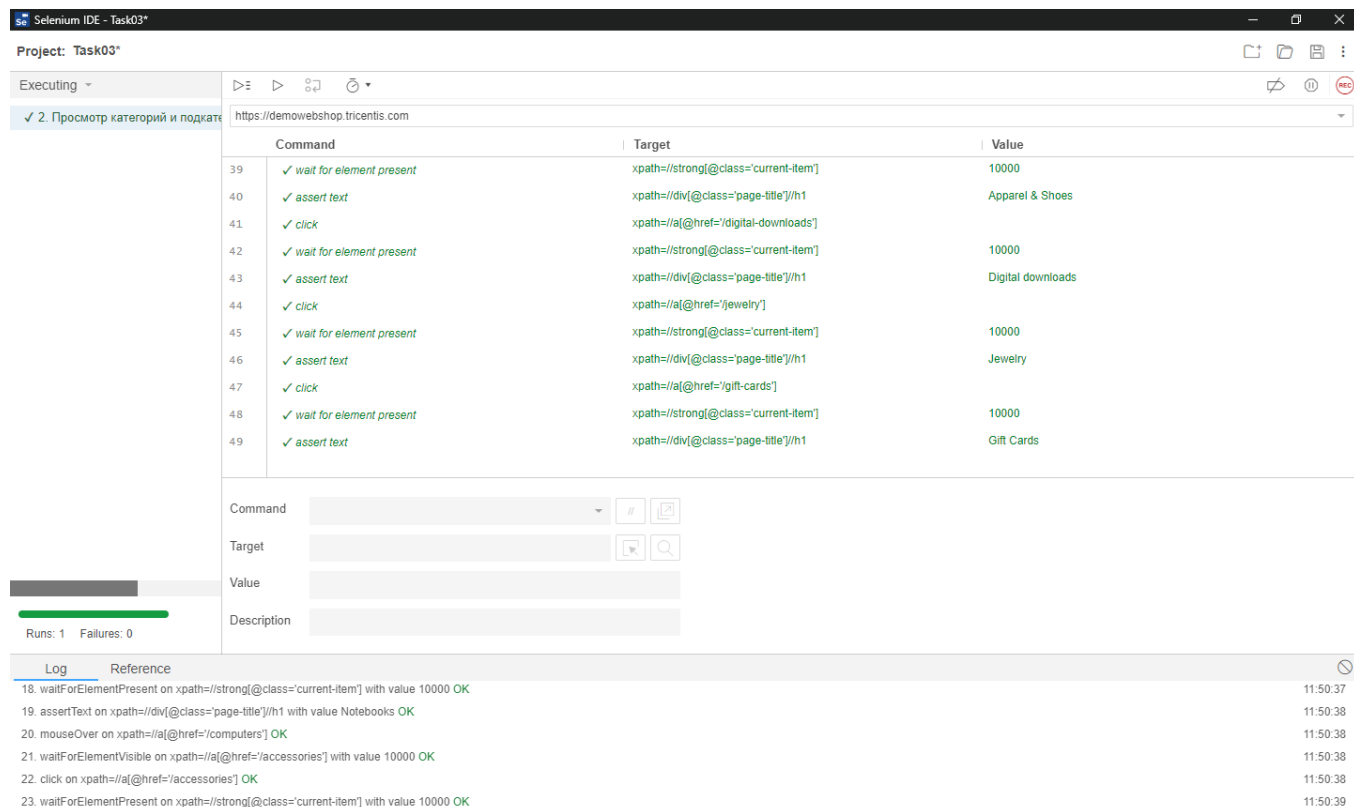 Selenium IDE - Task03*
Project: Task03*
Executing
✓ 2. Просмотр категорий и подкате
https://demowebshop.tricentis.com
REC
Command Target Value
39 ✓ wait for element present xpath=//strong[@class='current-item'] 10000
40 ✓ assert text xpath=//div[@class='page-title']//h1 Apparel & Shoes
41 ✓ click xpath=//a[@href='/digital-downloads']
42 ✓ wait for element present xpath=//strong[@class='current-item'] 10000
43 ✓ assert text xpath=//div[@class='page-title']//h1 Digital downloads
44 ✓ click xpath=//a[@href='/jewelry']
45 ✓ wait for element present xpath=//strong[@class='current-item'] 10000
46 ✓ assert text xpath=//div[@class='page-title']//h1 Jewelry
47 ✓ click xpath=//a[@href='/gift-cards']
48 ✓ wait for element present xpath=//strong[@class='current-item'] 10000
49 ✓ assert text xpath=//div[@class='page-title']//h1 Gift Cards
Command //
Target
Value
Description
Runs: 1 Failures: 0
Log Reference
18. waitForElementPresent on xpath=//strong[@class='current-item'] with value 10000 OK 11:50:37
19. assertText on xpath=//div[@class='page-title']//h1 with value Notebooks OK 11:50:38
20. mouseOver on xpath=//a[@href='/computers'] OK 11:50:38
21. waitForElementVisible on xpath=//a[@href='/accessories'] with value 10000 OK 11:50:38
22. click on xpath=//a[@href='/accessories'] OK 11:50:38
23. waitForElementPresent on xpath=//strong[@class='current-item'] with value 10000 OK 11:50:39